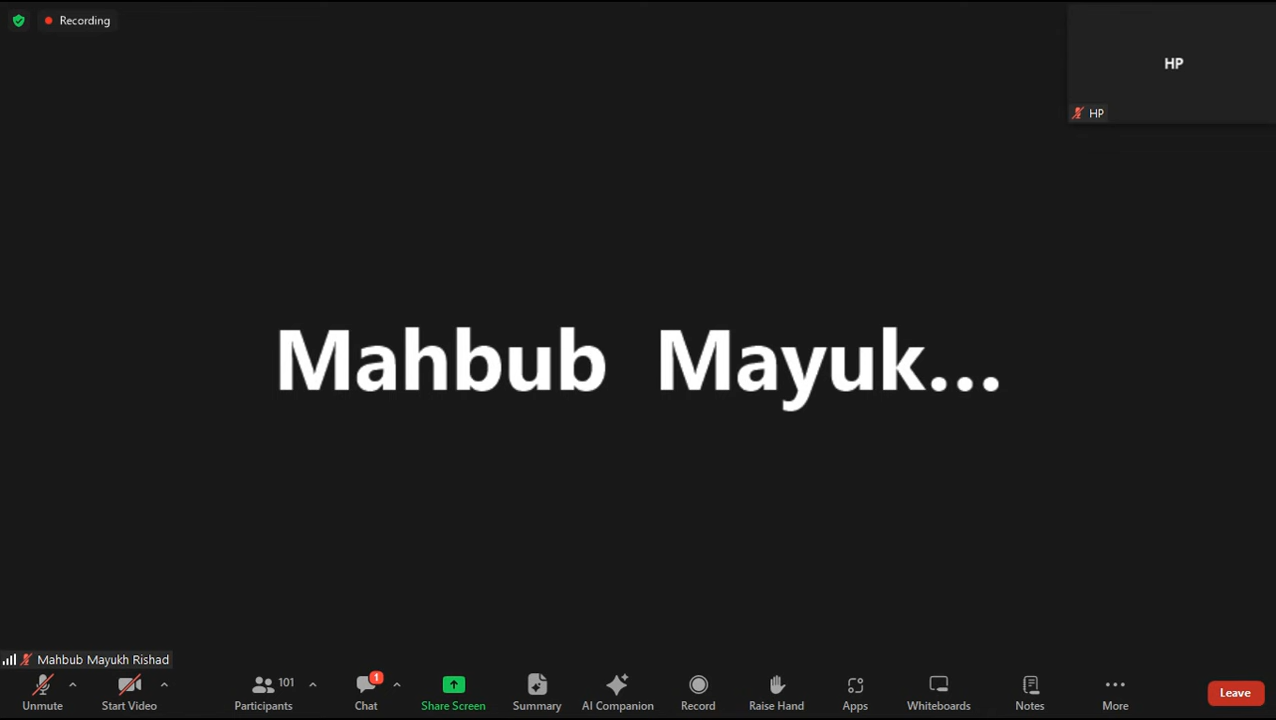 Recording
HP
HP
Mahbub Mayuk...
Mahbub Mayukh Rishad
101
1
Unmute
Start Video
Participants
Chat
Share Screen
Summary
AI Companion
Record
Raise Hand
Apps
Whiteboards
Notes
More
Leave